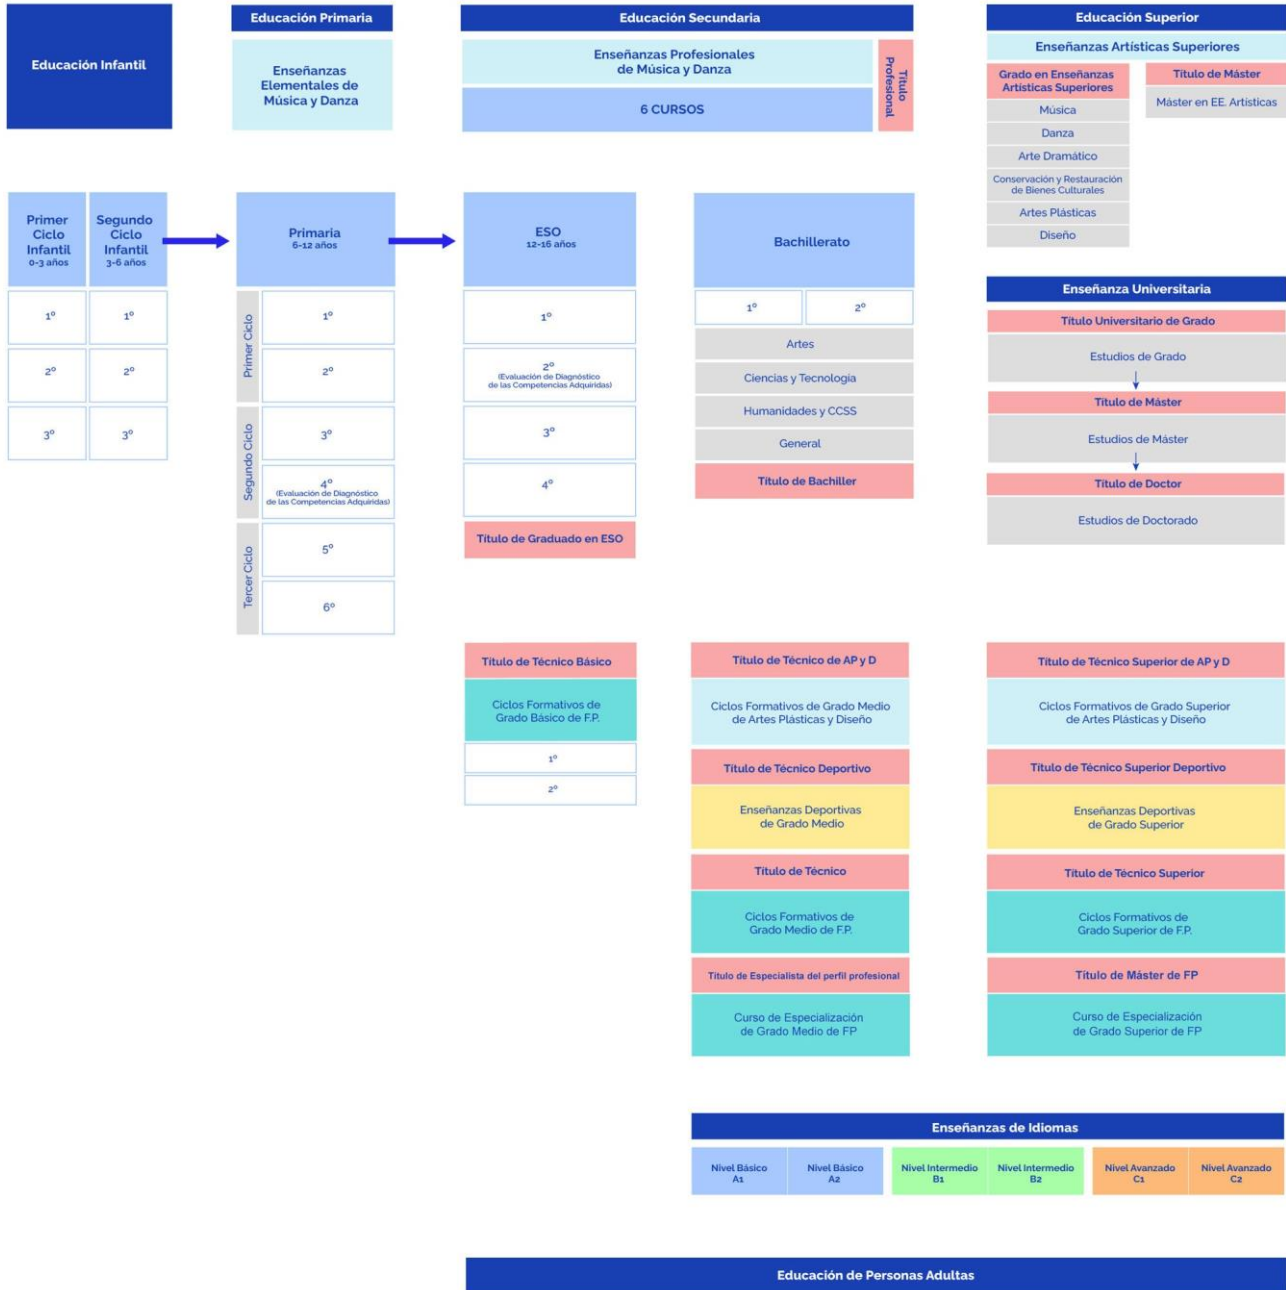 Educación Infantil
Educación Primaria
Enseñanzas
Elementales de
Música y Danza
Educación Secundaria
Enseñanzas Profesionales
de Música y Danza
6 CURSOS
Título
Profesional
Educación Superior
Enseñanzas Artísticas Superiores
Grado en Enseñanzas
Artísticas Superiores
Música
Danza
Arte Dramático
Conservación y Restauración
de Bienes Culturales
Artes Plásticas
Diseño
Título de Máster
Máster en EE. Artísticas
Primer
Ciclo
Infantil
0-3 años
1º
2º
3º
Segundo
Ciclo
Infantil
3-6 años
1º
2º
3º
Primaria
6-12 años
Primer Ciclo
1º
2º
Segundo Ciclo
3º
4º
(Evaluación de Diagnóstico
de las Competencias Adquiridas)
Tercer Ciclo
5º
6º
ESO
12-16 años
1º
2º
(Evaluación de Diagnóstico
de las Competencias Adquiridas)
3º
4º
Título de Graduado en ESO
Bachillerato
1º
2º
Artes
Ciencias y Tecnología
Humanidades y CCSS
General
Título de Bachiller
Enseñanza Universitaria
Título Universitario de Grado
Estudios de Grado
Título de Máster
Estudios de Máster
Título de Doctor
Estudios de Doctorado
Título de Técnico Básico
Ciclos Formativos de
Grado Básico de F.P.
1º
2º
Título de Técnico de AP y D
Ciclos Formativos de Grado Medio
de Artes Plásticas y Diseño
Título de Técnico Deportivo
Enseñanzas Deportivas
de Grado Medio
Título de Técnico
Ciclos Formativos de
Grado Medio de F.P.
Título de Especialista del perfil profesional
Curso de Especialización
de Grado Medio de FP
Título de Técnico Superior de AP y D
Ciclos Formativos de Grado Superior
de Artes Plásticas y Diseño
Título de Técnico Superior Deportivo
Enseñanzas Deportivas
de Grado Superior
Título de Técnico Superior
Ciclos Formativos de
Grado Superior de F.P.
Título de Máster de FP
Curso de Especialización
de Grado Superior de FP
Enseñanzas de Idiomas
Nivel Básico
A1
Nivel Básico
A2
Nivel Intermedio
B1
Nivel Intermedio
B2
Nivel Avanzado
C1
Nivel Avanzado
C2
Educación de Personas Adultas